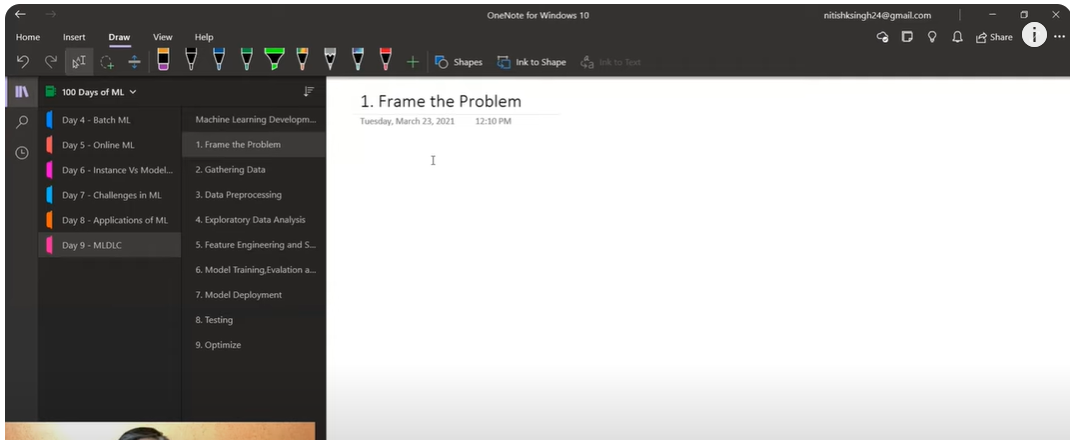 OneNote for Windows 10
nitishksingh24@gmail.com
Home Insert Draw View Help
Share
Shapes Ink to Shape Ink to Text
100 Days of ML
Day 4 - Batch ML
Day 5 - Online ML
Day 6 - Instance Vs Model...
Day 7 - Challenges in ML
Day 8 - Applications of ML
Day 9 - MLDLC
Machine Learning Developm...
1. Frame the Problem
2. Gathering Data
3. Data Preprocessing
4. Exploratory Data Analysis
5. Feature Engineering and S...
6. Model Training,Evalation a...
7. Model Deployment
8. Testing
9. Optimize
1. Frame the Problem
Tuesday, March 23, 2021 12:10 PM